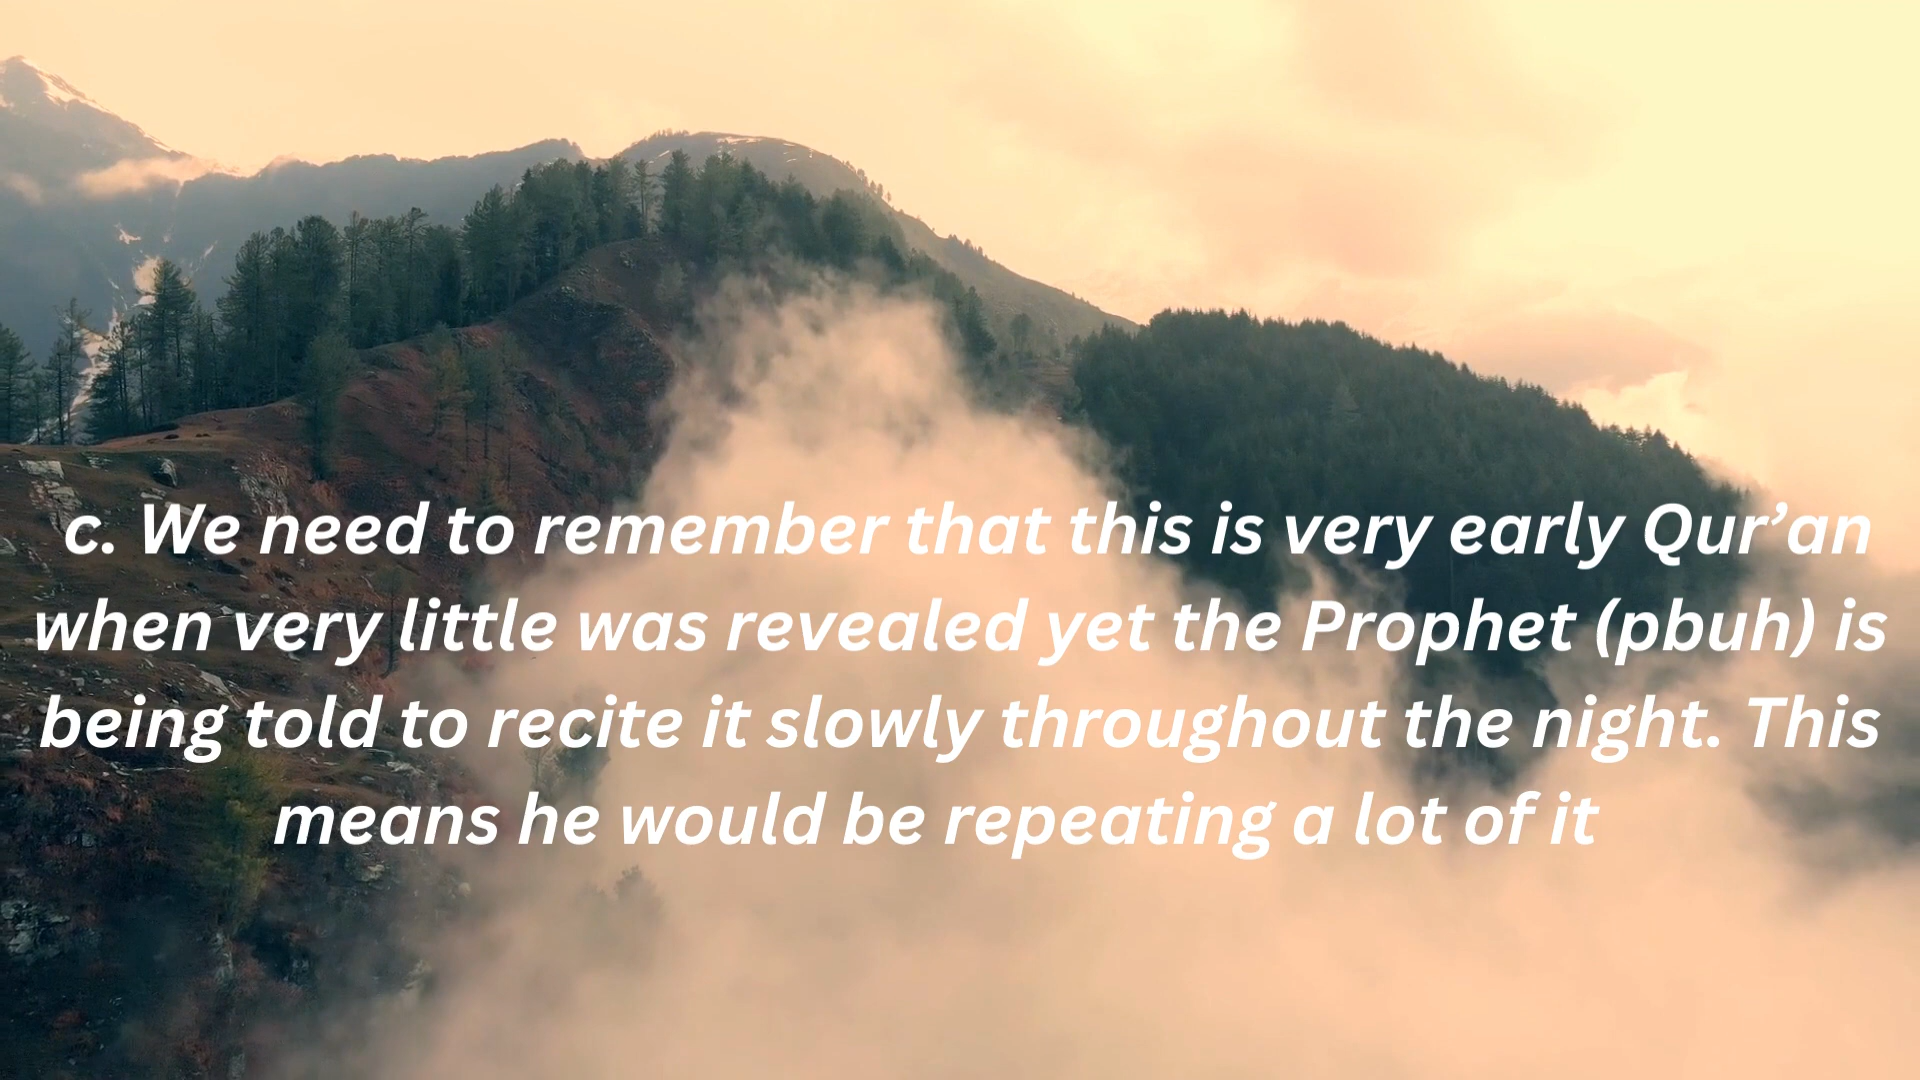 c. We need to remember that this is very early Qur’an
when very little was revealed yet the Prophet (pbuh) is
being told to recite it slowly throughout the night. This
means he would be repeating a lot of it